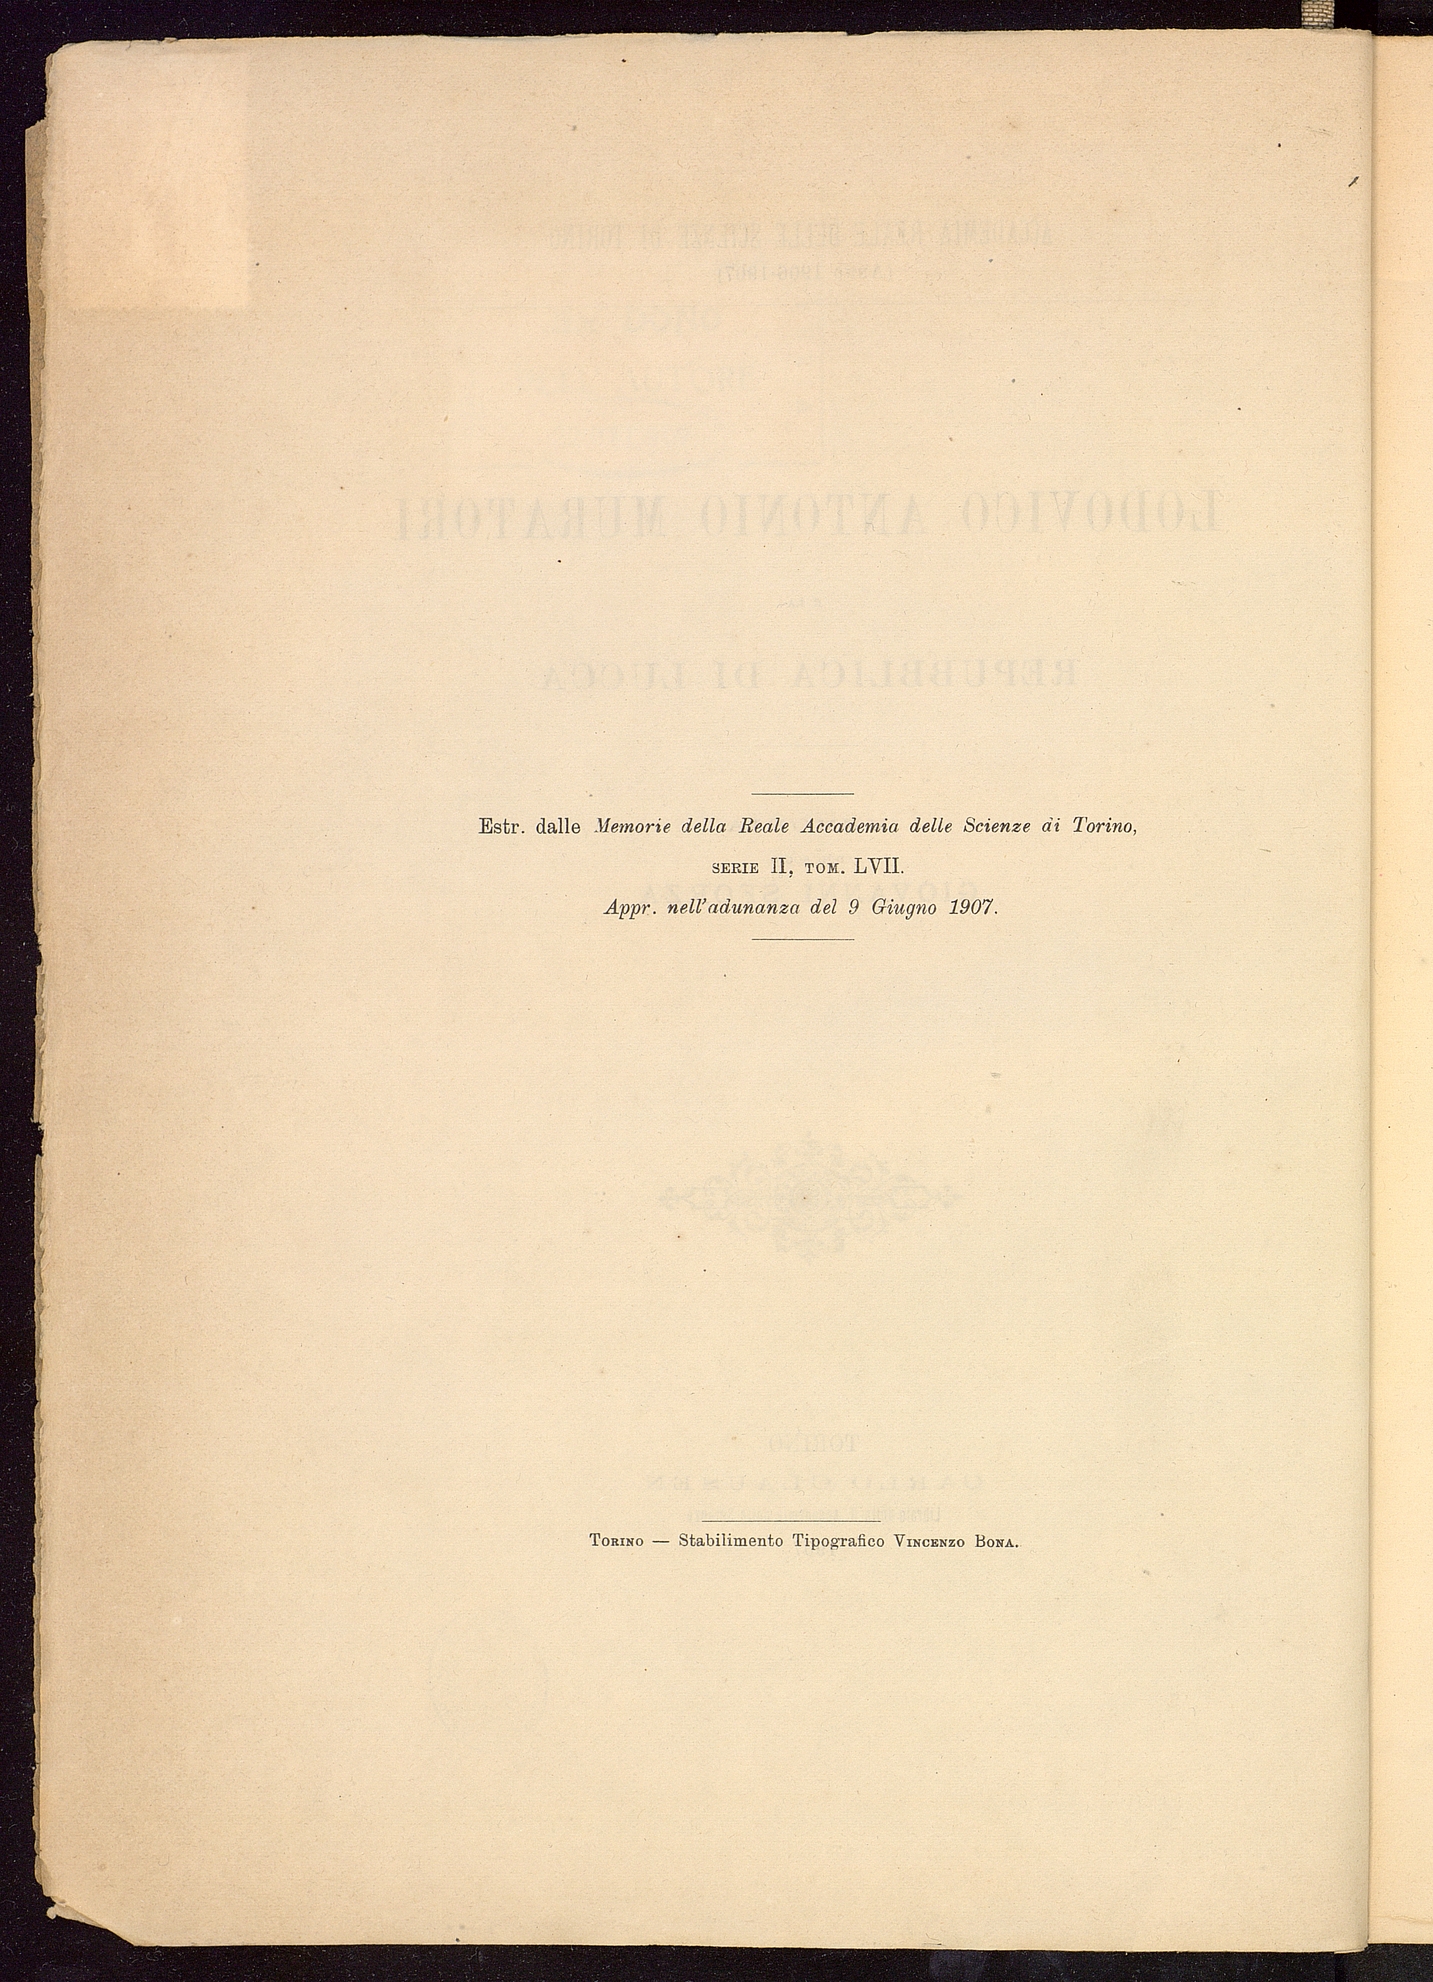 Estr. dalle Memorie della Reale Accademia delle Scienze di Torino,
SERIE II, TOM. LVII.
Appr. nell'adunanza del 9 Giugno 1907.
TORINO — Stabilimento Tipografico VINCENZO BONA.